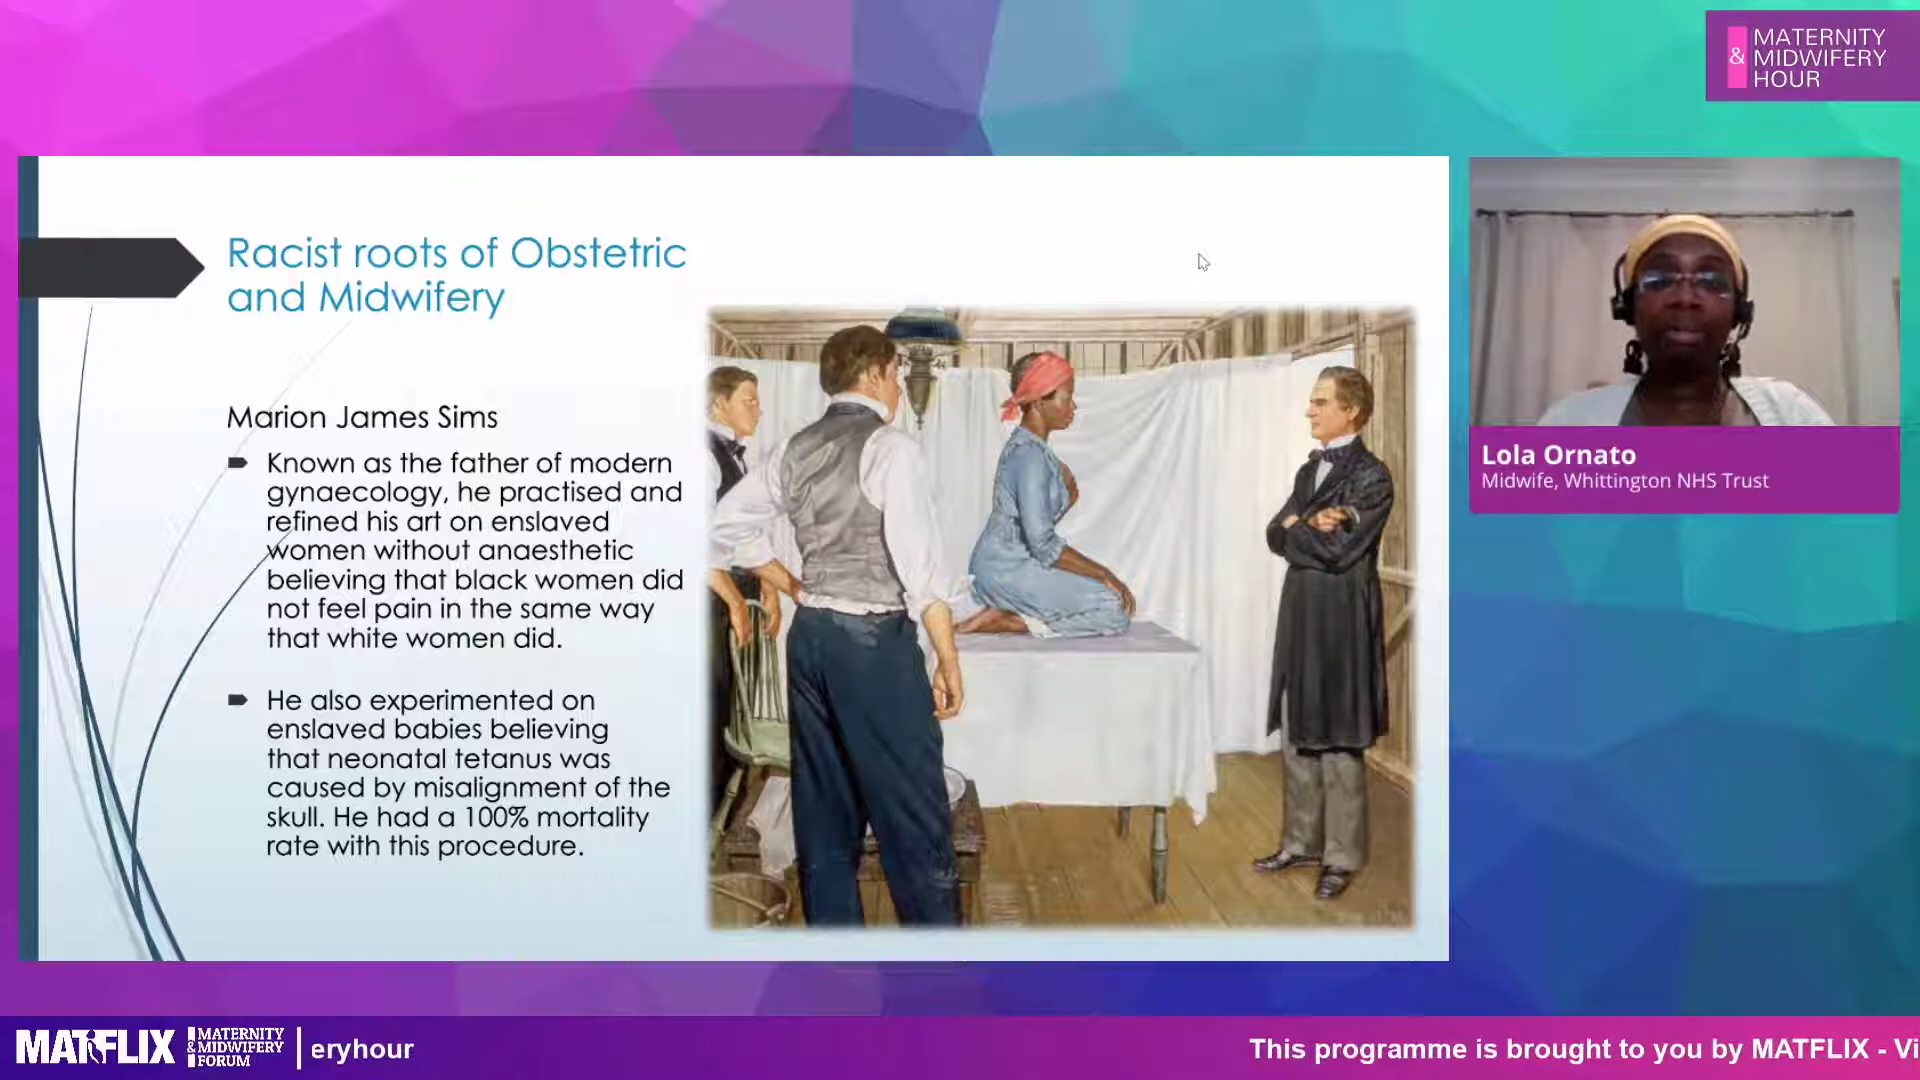 MATERNITY
& MIDWIFERY
HOUR
Racist roots of Obstetric
and Midwifery
Marion James Sims
Known as the father of modern
gynaecology, he practised and
refined his art on enslaved
women without anaesthetic
believing that black women did
not feel pain in the same way
that white women did.
He also experimented on
enslaved babies believing
that neonatal tetanus was
caused by misalignment of the
skull. He had a 100% mortality
rate with this procedure.
Lola Ornato
Midwife, Whittington NHS Trust
MATFLIX
MATERNITY
& MIDWIFERY
FORUM
eryhour
This programme is brought to you by MATFLIX - Vi